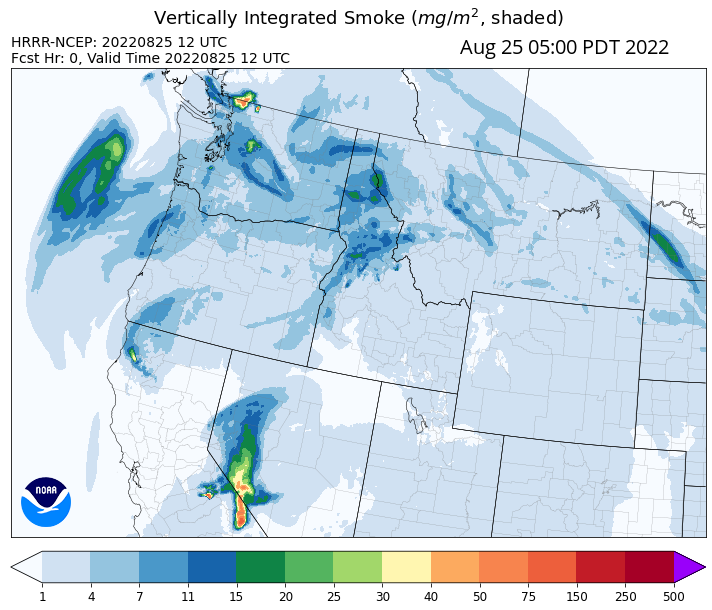 Vertically Integrated Smoke (mg/m², shaded)
HRRR-NCEP: 20220825 12 UTC
Fcst Hr: 0, Valid Time 20220825 12 UTC
Aug 25 05:00 PDT 2022
NOAA
1 4 7 11 15 20 25 30 40 50 75 150 250 500